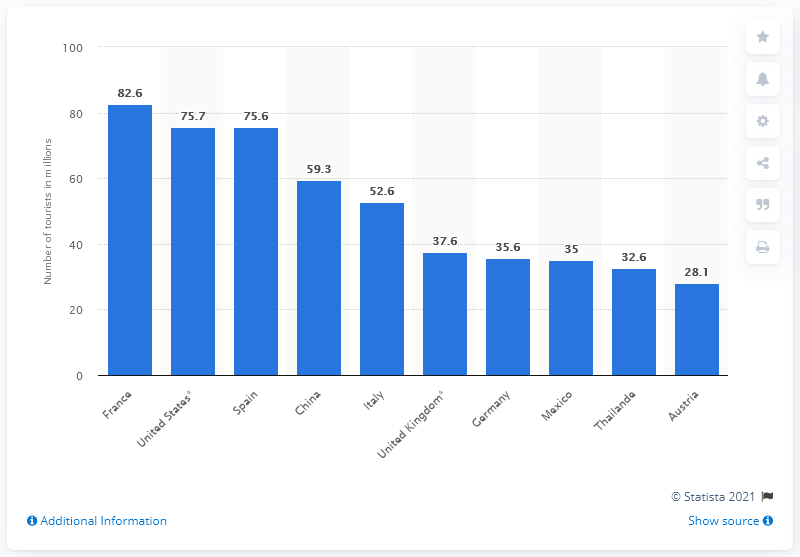 100
80
60
40
20
0
Number of tourists in millions
82.6
75.7
75.6
59.3
52.6
37.6
35.6
35
32.6
28.1
France
United States*
Spain
China
Italy
United Kingdom*
Germany
Mexico
Thailande
Austria
© Statista 2021
Additional Information
Show source